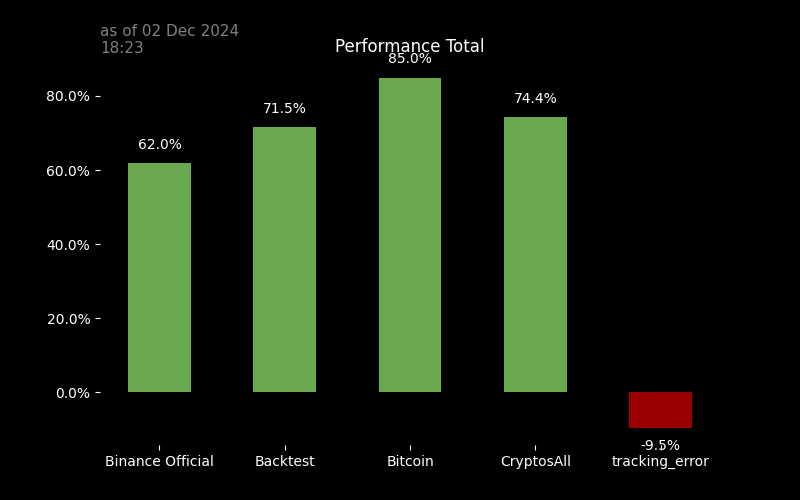 as of 02 Dec 2024
18:23
Performance Total
85.0%
80.0%
74.4%
71.5%
62.0%
60.0%
40.0%
20.0%
0.0%
-9.5%
Binance Official
Backtest
Bitcoin
CryptosAll
tracking_error